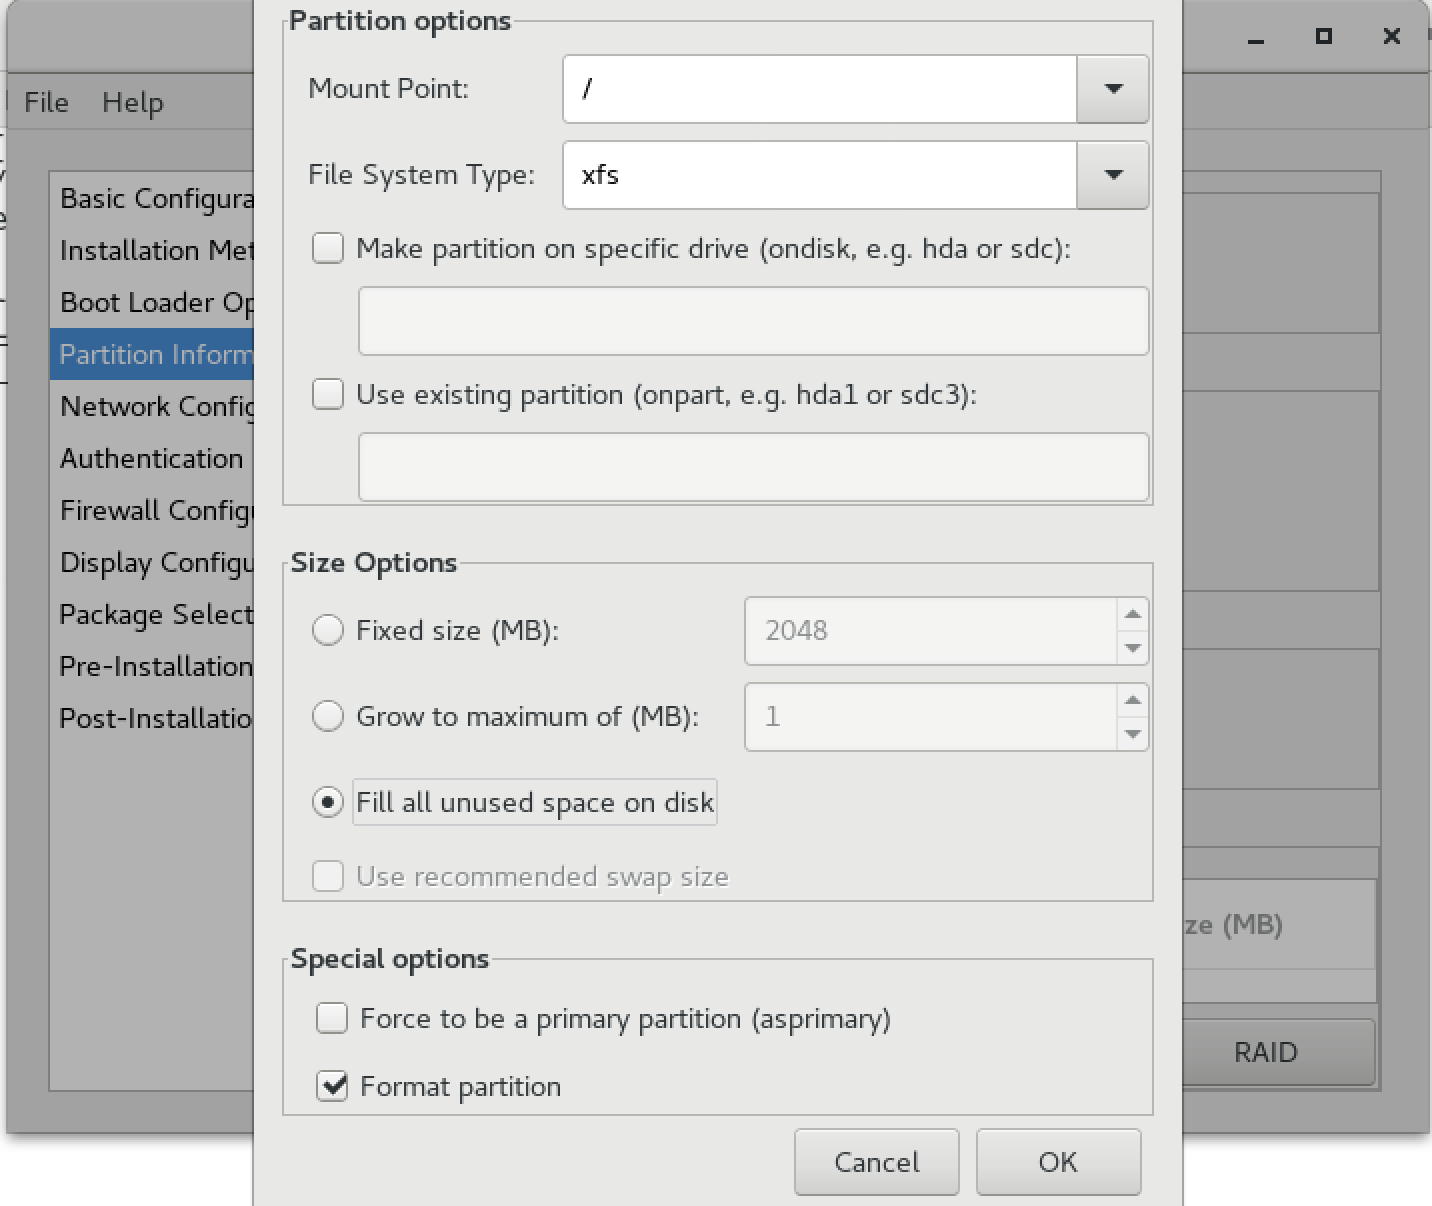 File Help
Basic Configura
Installation Met
Boot Loader Op
Partition Inform
Network Config
Authentication
Firewall Configu
Display Configu
Package Select
Pre-Installation
Post-Installatio
Partition options
Mount Point: /
File System Type: xfs
Make partition on specific drive (ondisk, e.g. hda or sdc):
Use existing partition (onpart, e.g. hda1 or sdc3):
Size Options
Fixed size (MB): 2048
Grow to maximum of (MB): 1
Fill all unused space on disk
Use recommended swap size
Special options
Force to be a primary partition (asprimary)
Format partition
Cancel OK
ze (MB)
RAID